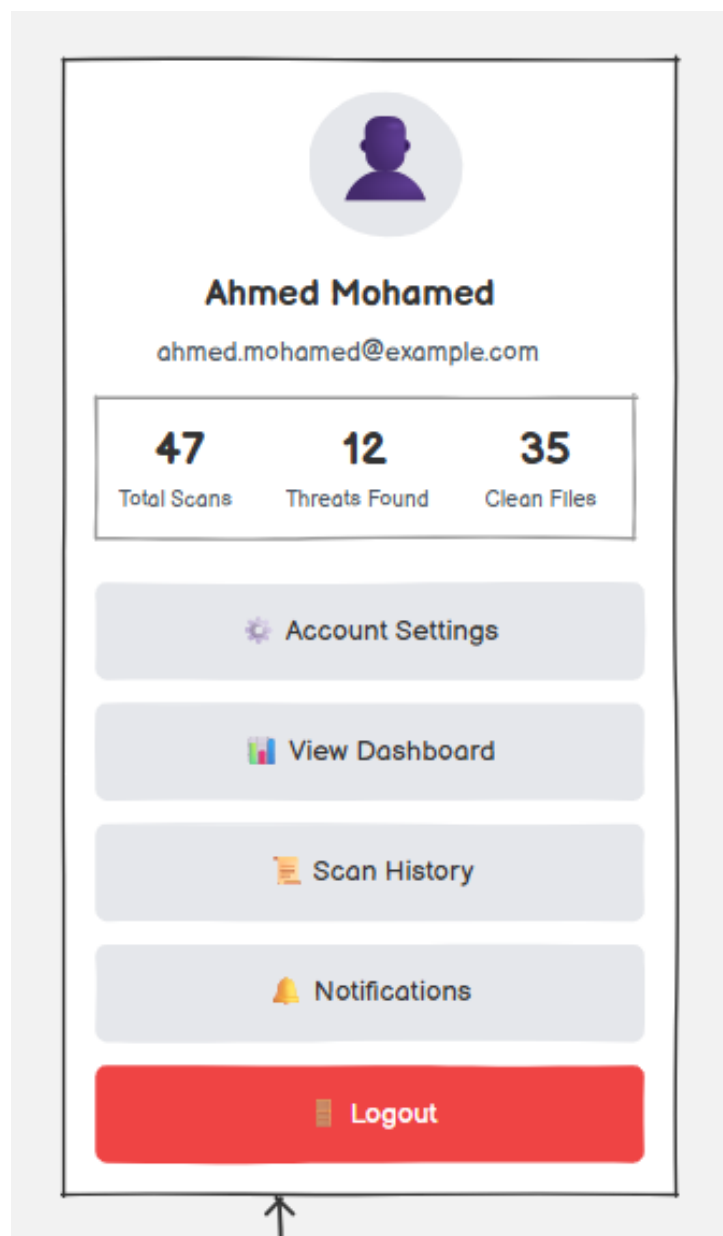 Ahmed Mohamed
ahmed.mohamed@example.com
47 12 35
Total Scans Threats Found Clean Files
Account Settings
View Dashboard
Scan History
Notifications
Logout